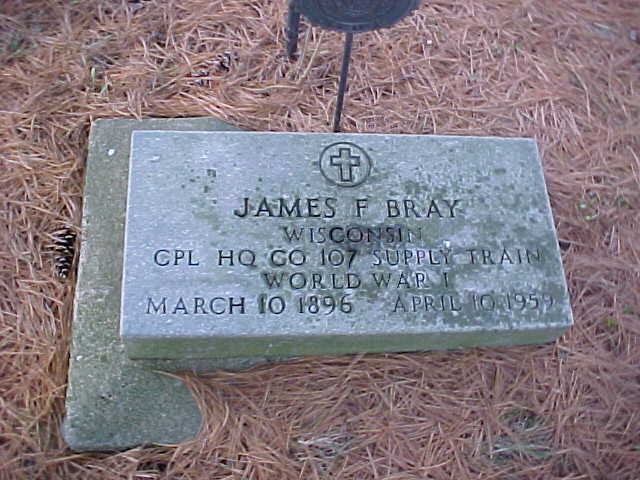 JAMES F BRAY
WISCONSIN
CPL HQ CO 107 SUPPLY TRAIN
WORLD WAR I
MARCH 10 1896 APRIL 10 1959